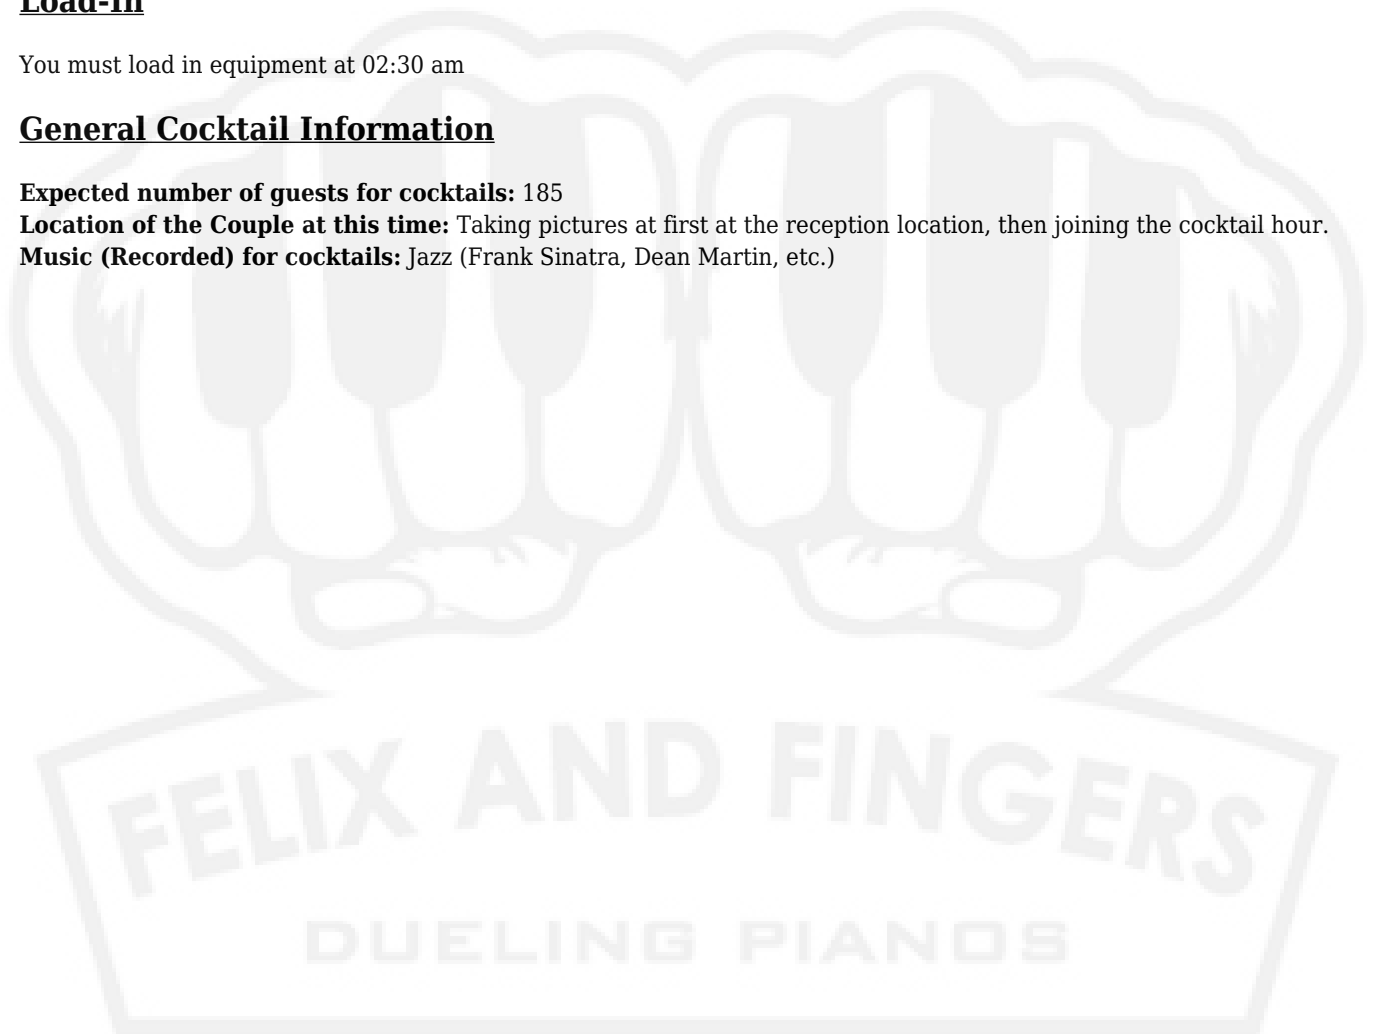 Load-In
You must load in equipment at 02:30 am
General Cocktail Information
Expected number of guests for cocktails: 185
Location of the Couple at this time: Taking pictures at first at the reception location, then joining the cocktail hour.
Music (Recorded) for cocktails: Jazz (Frank Sinatra, Dean Martin, etc.)
FELIX AND FINGERS
DUELING PIANOS